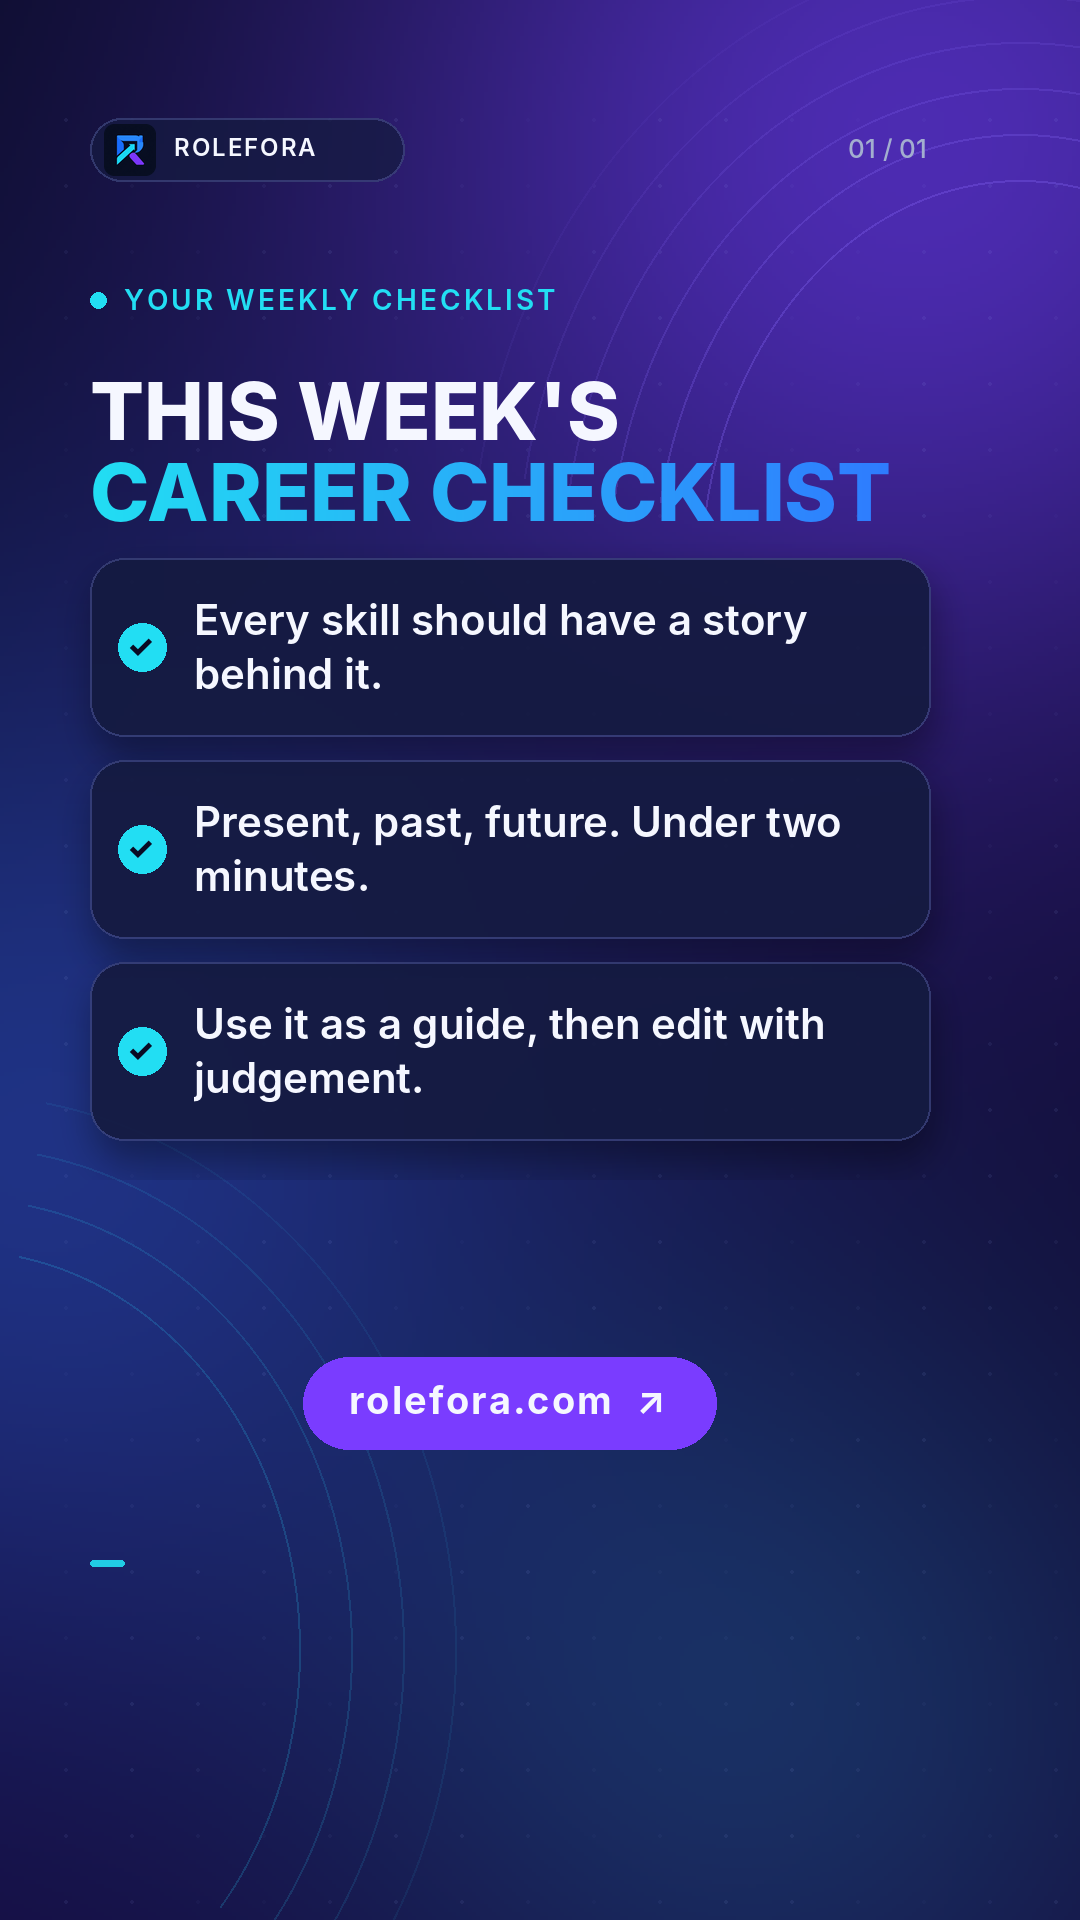 ROLEFORA
01 / 01
YOUR WEEKLY CHECKLIST
THIS WEEK'S
CAREER CHECKLIST
Every skill should have a story
behind it.
Present, past, future. Under two
minutes.
Use it as a guide, then edit with
judgement.
rolefora.com